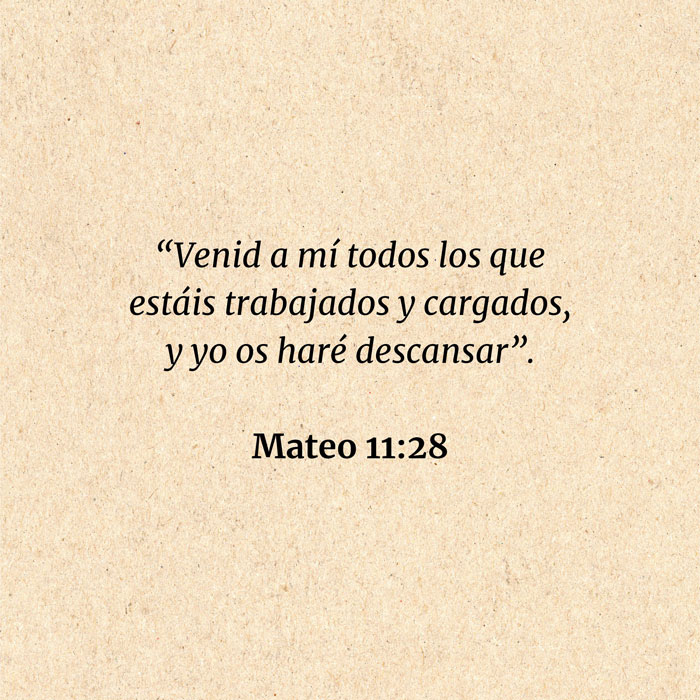 “Venid a mí todos los que
estáis trabajados y cargados,
y yo os haré descansar”.
Mateo 11:28